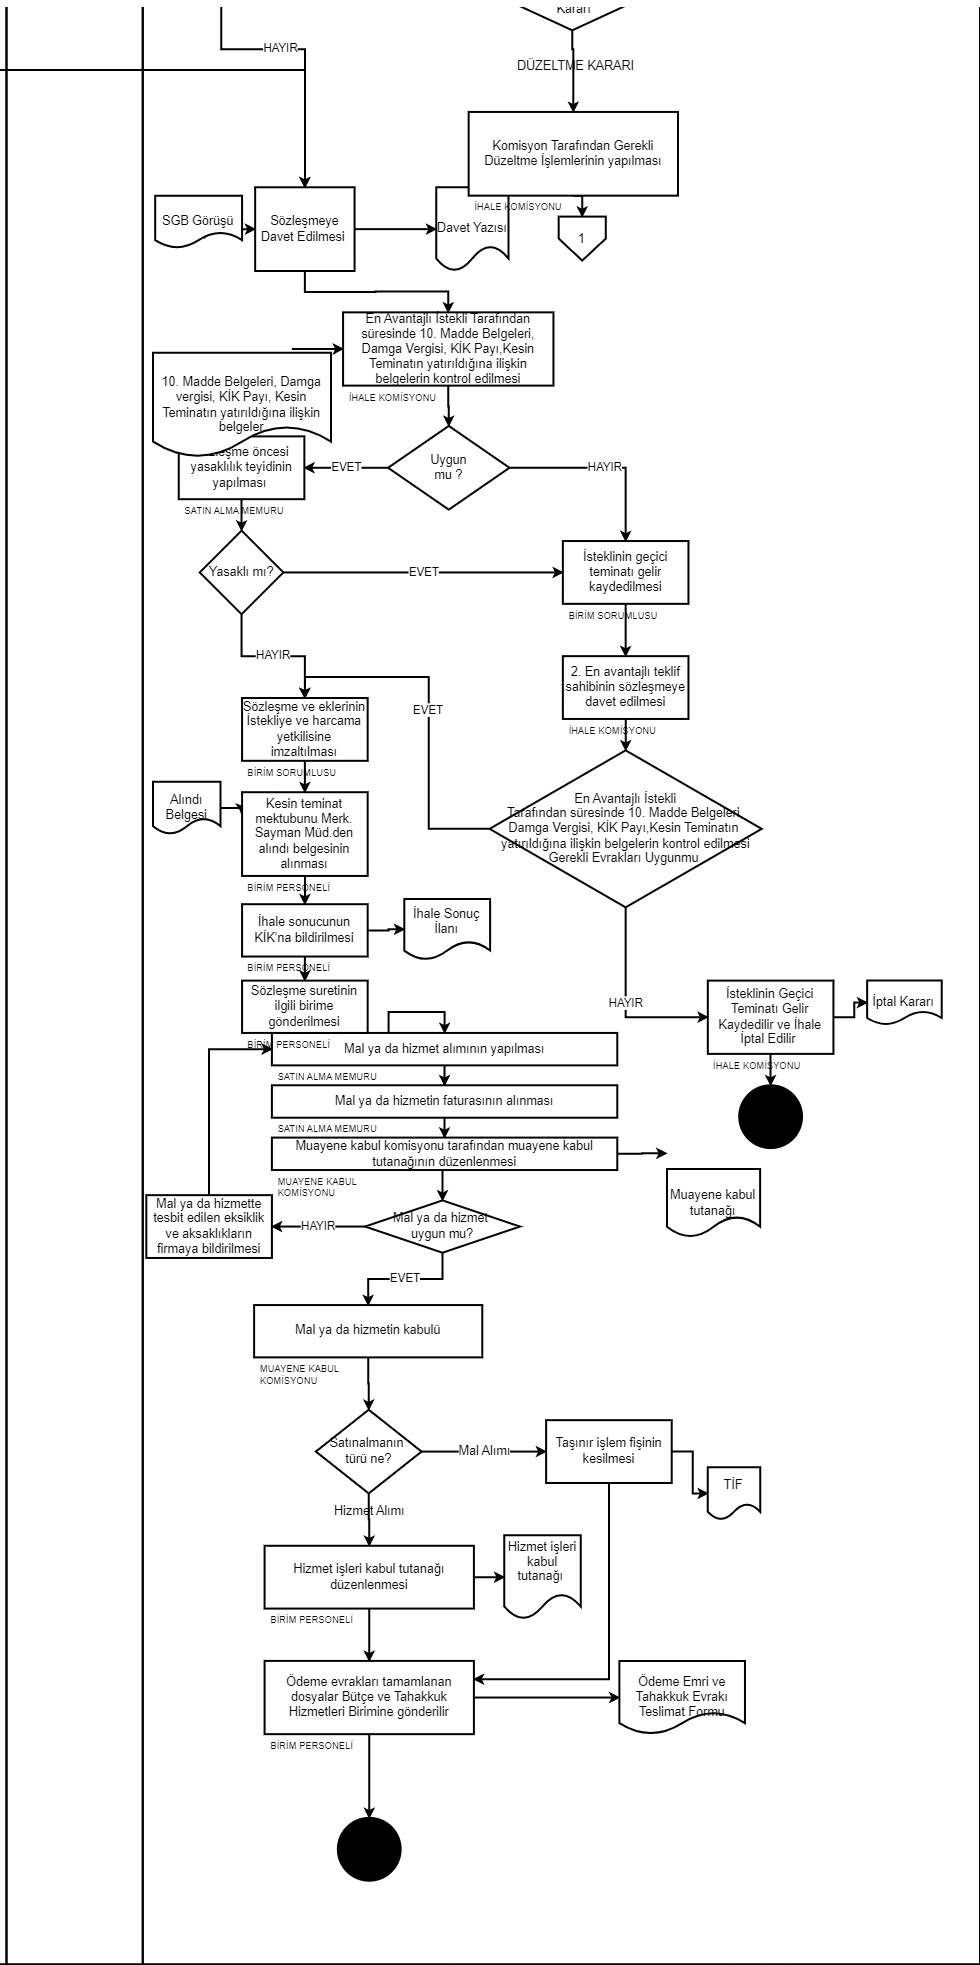 Kararı
HAYIR
DÜZELTME KARARI
Komisyon Tarafından Gerekli
Düzeltme İşlemlerinin yapılması
İHALE KOMİSYONU
SGB Görüşü
Sözleşmeye
Davet Edilmesi
Davet Yazısı
1
En Avantajlı İstekli Tarafından
süresinde 10. Madde Belgeleri,
Damga Vergisi, KİK Payı,Kesin
Teminatın yatırıldığına ilişkin
belgelerin kontrol edilmesi
İHALE KOMİSYONU
10. Madde Belgeleri, Damga
vergisi, KİK Payı, Kesin
Teminatın yatırıldığına ilişkin
belgeler
öncesi
yasaklılık teyidinin
yapılması
SATIN ALMA MEMURU
EVET
Uygun
mu ?
HAYIR
Yasaklı mı?
EVET
İsteklinin geçici
teminatı gelir
kaydedilmesi
BİRİM SORUMLUSU
HAYIR
2. En avantajlı teklif
sahibinin sözleşmeye
davet edilmesi
İHALE KOMİSYONU
EVET
Sözleşme ve eklerinin
İstekliye ve harcama
yetkilisine
imzaltılması
BİRİM SORUMLUSU
Alındı
Belgesi
Kesin teminat
mektubunu Merk.
Sayman Müd.den
alındı belgesinin
alınması
BİRİM PERSONELİ
En Avantajlı İstekli
Tarafından süresinde 10. Madde Belgeleri,
Damga Vergisi, KİK Payı,Kesin Teminatın
yatırıldığına ilişkin belgelerin kontrol edilmesi
Gerekli Evrakları Uygunmu
İhale sonucunun
KİK'na bildirilmesi
BİRİM PERSONELİ
İhale Sonuç
İlanı
Sözleşme suretinin
ilgili birime
gönderilmesi
BİRİM PERSONELİ
HAYIR
İsteklinin Geçici
Teminatı Gelir
Kaydedilir ve İhale
İptal Edilir
İHALE KOMİSYONU
İptal Kararı
Mal ya da hizmet alımının yapılması
SATIN ALMA MEMURU
Mal ya da hizmetin faturasının alınması
SATIN ALMA MEMURU
Muayene kabul komisyonu tarafından muayene kabul
tutanağının düzenlenmesi
MUAYENE KABUL
KOMİSYONU
Muayene kabul
tutanağı
Mal ya da hizmette
tesbit edilen eksiklik
ve aksaklıkların
firmaya bildirilmesi
HAYIR
Mal ya da hizmet
uygun mu?
EVET
Mal ya da hizmetin kabulü
MUAYENE KABUL
KOMİSYONU
Satınalmanın
türü ne?
Mal Alımı
Taşınır işlem fişinin
kesilmesi
TİF
Hizmet Alımı
Hizmet işleri kabul tutanağı
düzenlenmesi
BİRİM PERSONELİ
Hizmet işleri
kabul
tutanağı
Ödeme evrakları tamamlanan
dosyalar Bütçe ve Tahakkuk
Hizmetleri Birimine gönderilir
BİRİM PERSONELİ
Ödeme Emri ve
Tahakkuk Evrakı
Teslimat Formu